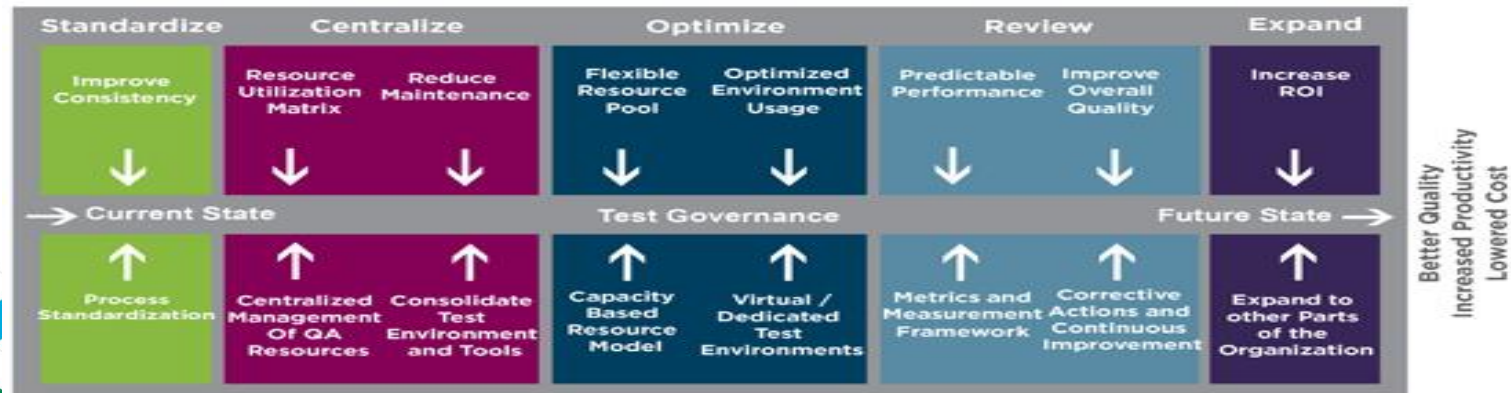 Standardize
Centralize
Optimize
Review
Expand
Improve
Consistency
Resource
Utilization
Matrix
Reduce
Maintenance
Flexible
Resource
Pool
Optimized
Environment
Usage
Predictable
Performance
Improve
Overall
Quality
Increase
ROI
Current State
Test Governance
Future State
Process
Standardization
Centralized
Management
Of QA
Resources
Consolidate
Test
Environment
and Tools
Capacity
Based
Resource
Model
Virtual /
Dedicated
Test
Environments
Metrics and
Measurement
Framework
Corrective
Actions and
Continuous
Improvement
Expand to
other Parts
of the
Organization
Better Quality
Increased Productivity
Lowered Cost